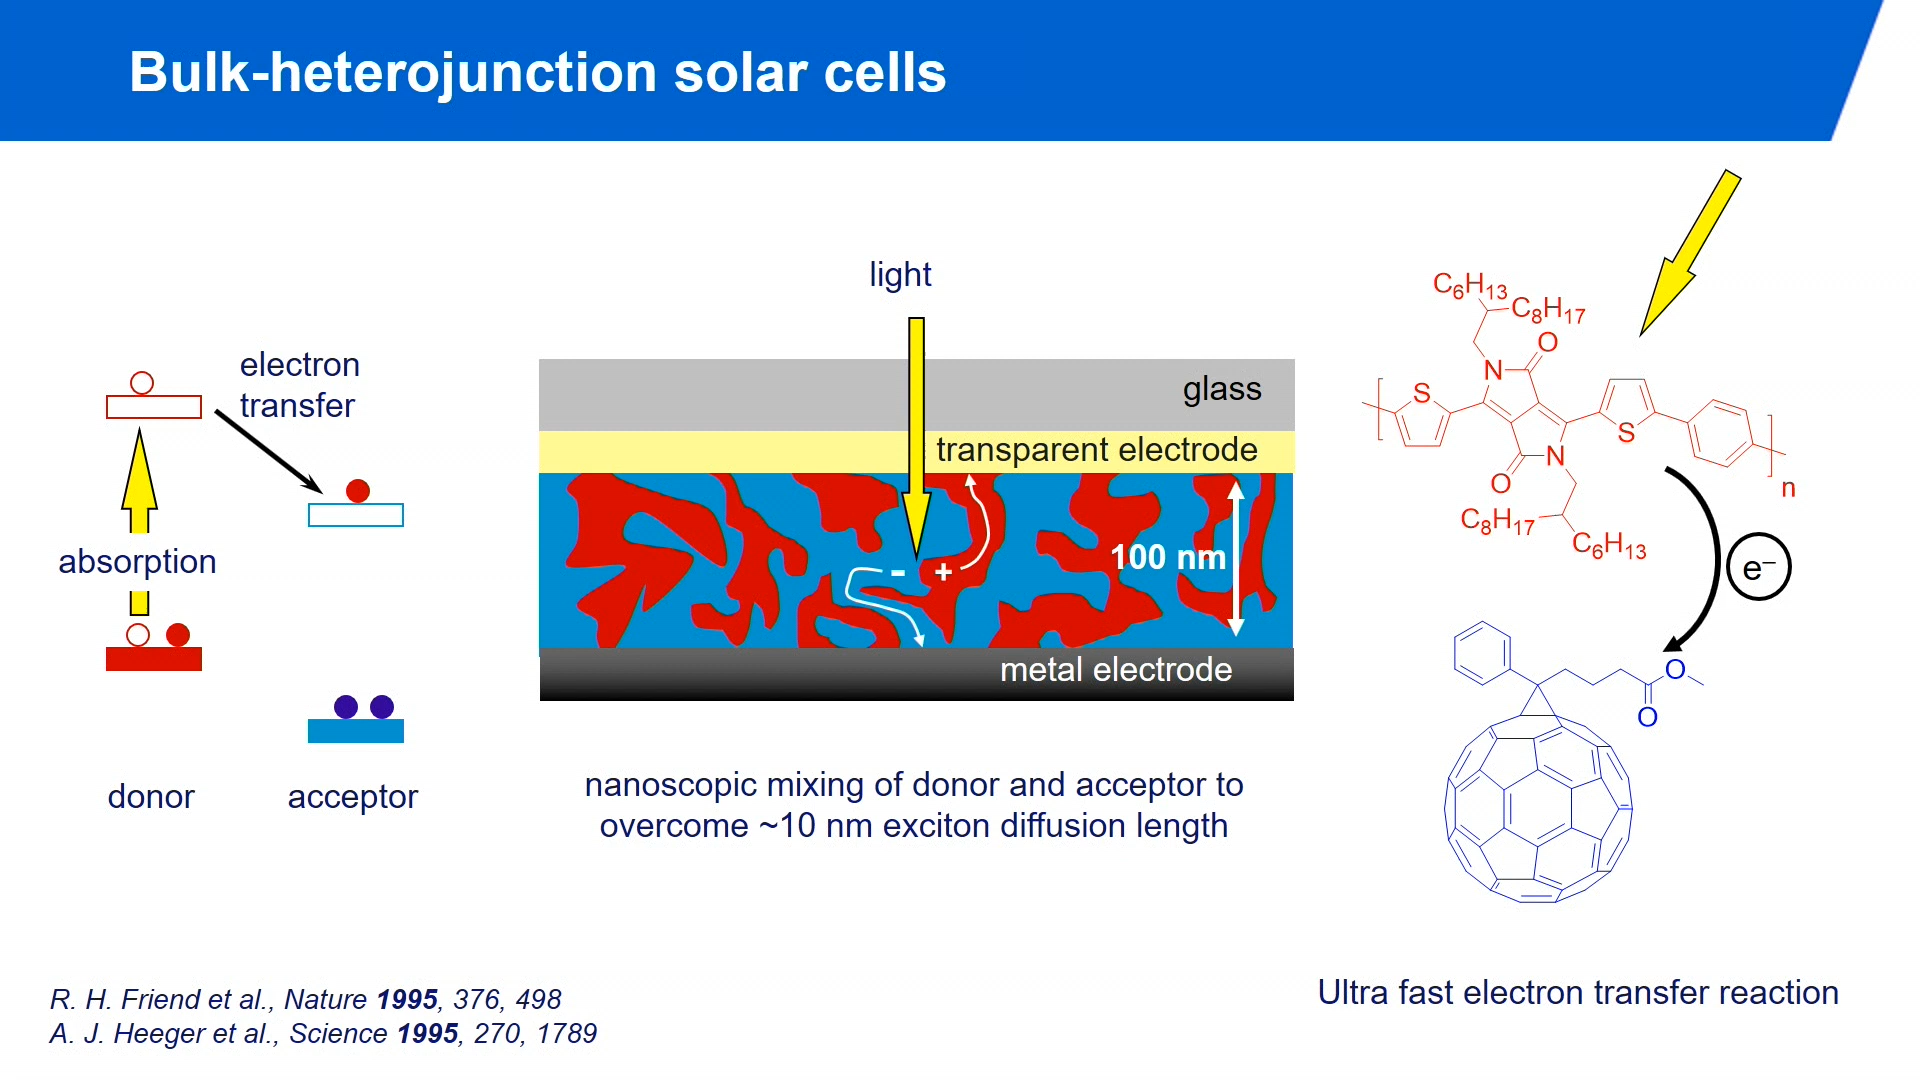 Bulk-heterojunction solar cells
electron
transfer
absorption
donor
acceptor
light
glass
transparent electrode
- +
100 nm
metal electrode
nanoscopic mixing of donor and acceptor to
overcome ~10 nm exciton diffusion length
C6H13
C8H17
O
N
S
S
N
O
n
C8H17
C6H13
e–
O
O
Ultra fast electron transfer reaction
R. H. Friend et al., Nature 1995, 376, 498
A. J. Heeger et al., Science 1995, 270, 1789